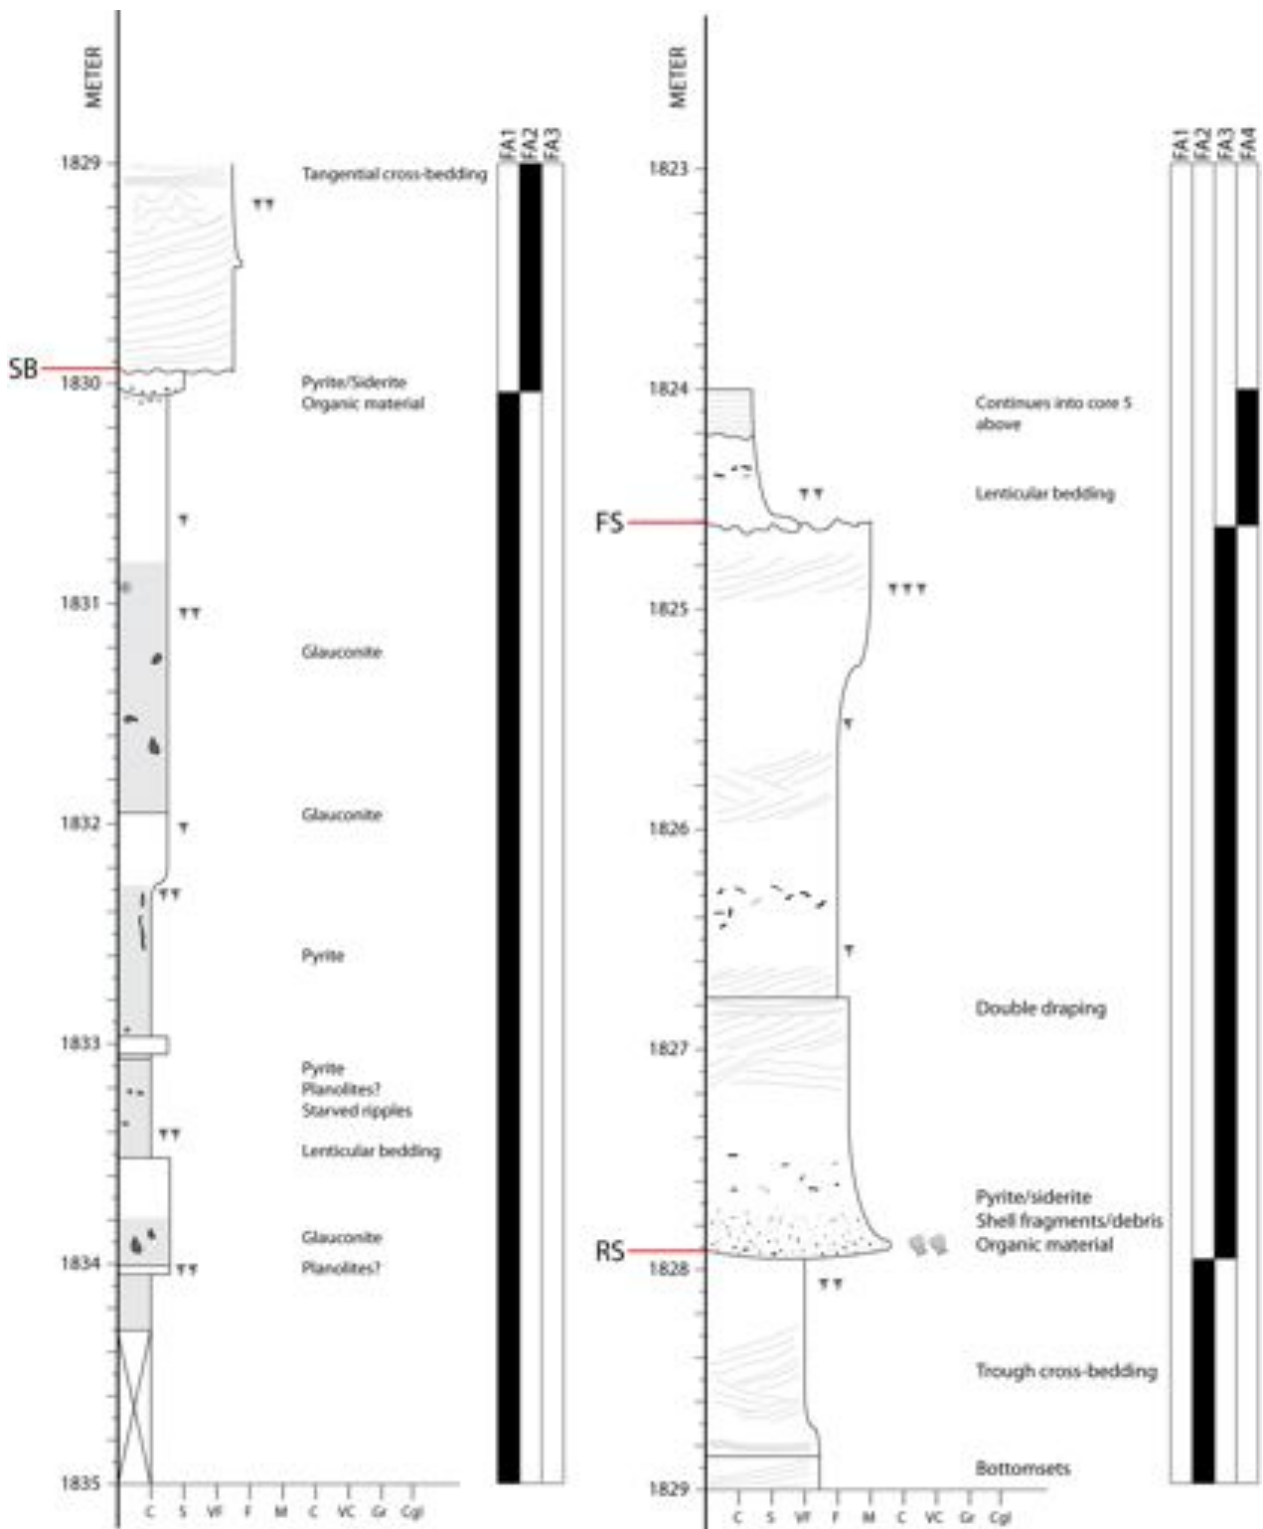 METER
FA1 FA2 FA3
1829
Tangential cross-bedding
SB
1830
Pyrite/Siderite
Organic material
1831
Glauconite
1832
Glauconite
Pyrite
1833
Pyrite
Planolites?
Starved ripples
Lenticular bedding
Glauconite
1834
Planolites?
1835
C S VF F M C VC Gr Cgl
METER
FA1 FA2 FA3 FA4
1823
1824
Continues into core 5
above
Lenticular bedding
FS
1825
1826
Double draping
1827
Pyrite/siderite
Shell fragments/debris
RS
Organic material
1828
Trough cross-bedding
Bottomsets
1829
C S VF F M C VC Gr Cgl